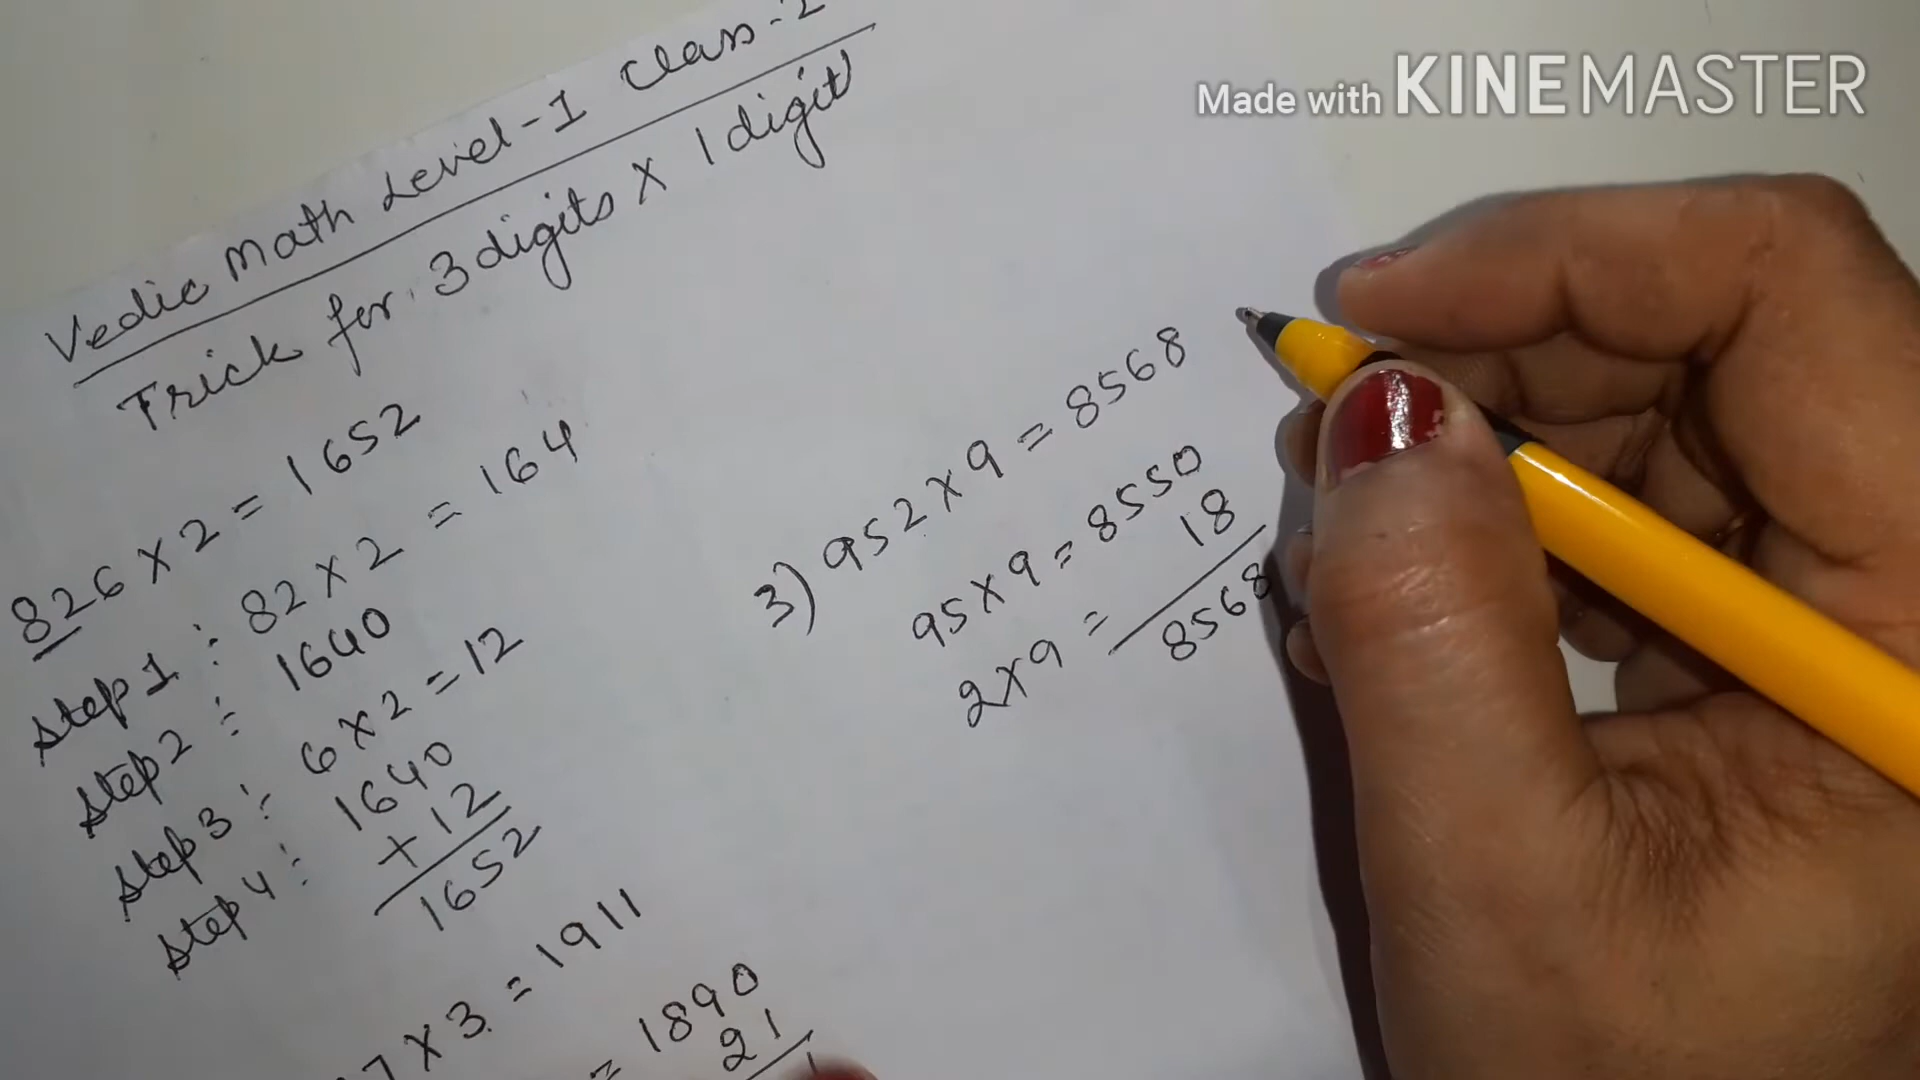 Made with KINEMASTER
Vedic Math Level-1 Class-2
Trick for 3 digits x 1 digit
826 x 2 = 1652
Step 1 : 82 x 2 = 164
Step 2 : 1640
Step 3 : 6 x 2 = 12
Step 4 : 1640
+ 12
1652
7 x 3 = 1911
= 1890
21
3) 952 x 9 = 8568
95 x 9 = 8550
2 x 9 = 18
8568